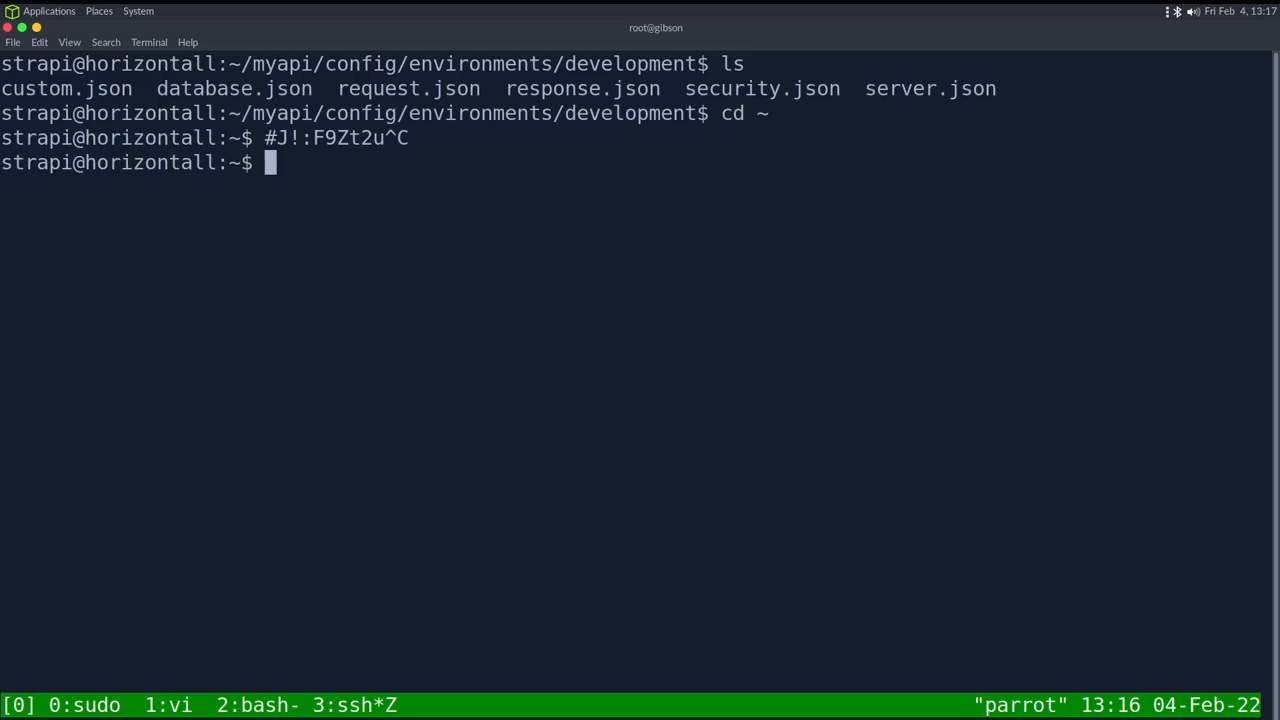 Applications Places System Fri Feb 4, 13:17
root@gibson
File Edit View Search Terminal Help
strapi@horizontall:~/myapi/config/environments/development$ ls
custom.json database.json request.json response.json security.json server.json
strapi@horizontall:~/myapi/config/environments/development$ cd ~
strapi@horizontall:~$ #J!:F9Zt2u^C
strapi@horizontall:~$
[0] 0:sudo 1:vi 2:bash- 3:ssh*Z "parrot" 13:16 04-Feb-22